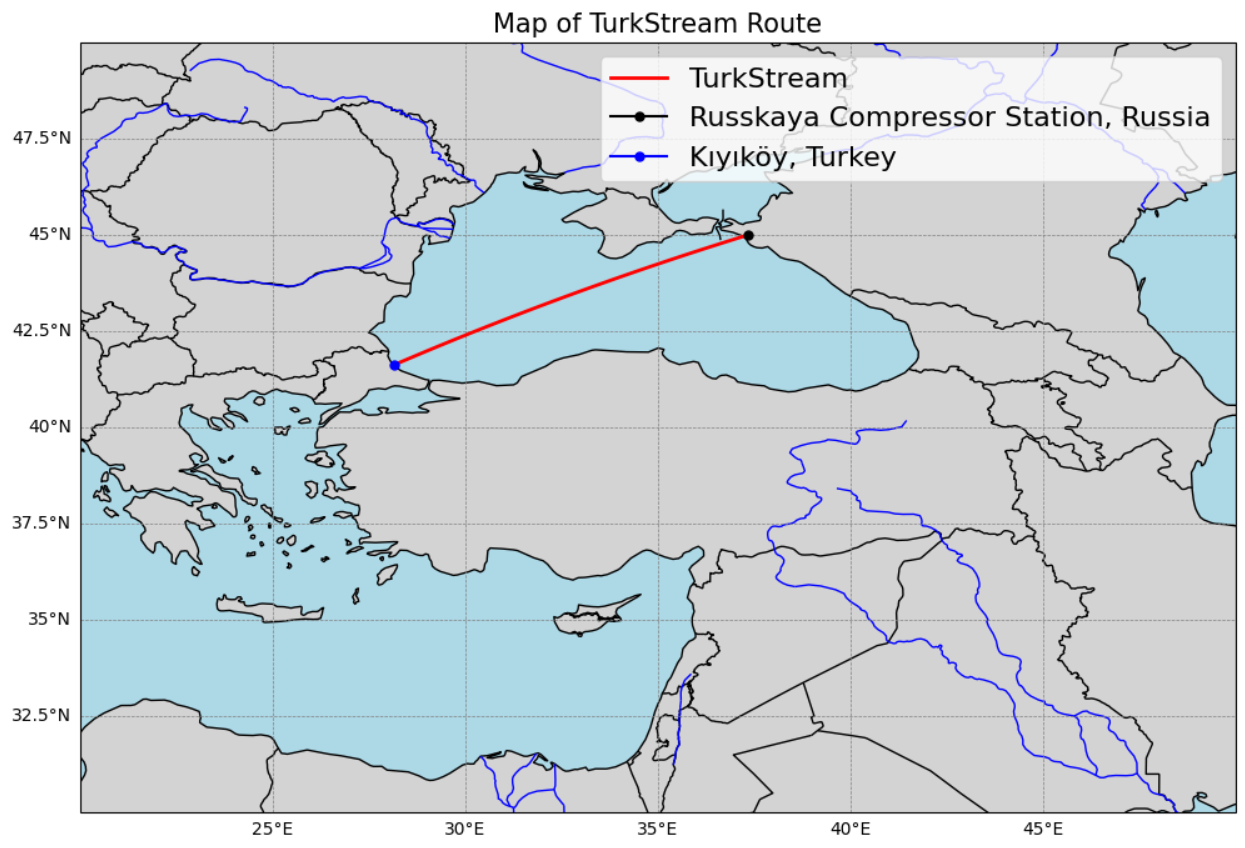 Map of TurkStream Route
TurkStream
Russkaya Compressor Station, Russia
Kıyıköy, Turkey
47.5°N
45°N
42.5°N
40°N
37.5°N
35°N
32.5°N
25°E
30°E
35°E
40°E
45°E